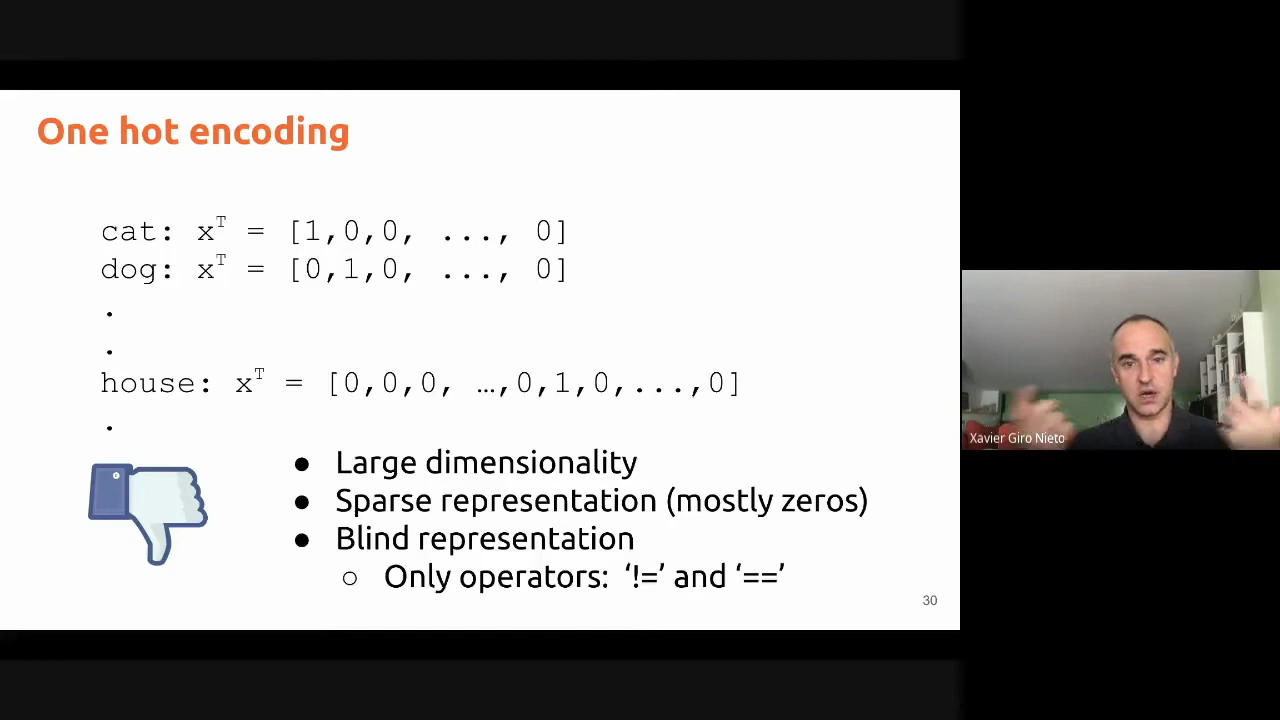 One hot encoding
cat: xᵀ = [1,0,0, ..., 0]
dog: xᵀ = [0,1,0, ..., 0]
.
.
house: xᵀ = [0,0,0, …,0,1,0,...,0]
.
● Large dimensionality
● Sparse representation (mostly zeros)
● Blind representation
○ Only operators: ‘!=’ and ‘==’
30
Xavier Giro Nieto